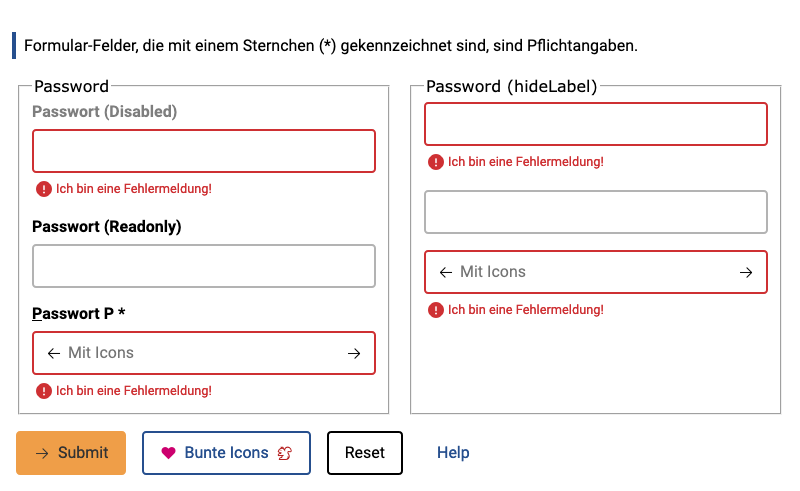 Formular-Felder, die mit einem Sternchen (*) gekennzeichnet sind, sind Pflichtangaben.
Password
Passwort (Disabled)
Ich bin eine Fehlermeldung!
Passwort (Readonly)
Passwort P *
Mit Icons
Ich bin eine Fehlermeldung!
Password (hideLabel)
Ich bin eine Fehlermeldung!
Mit Icons
Ich bin eine Fehlermeldung!
Submit
Bunte Icons
Reset
Help